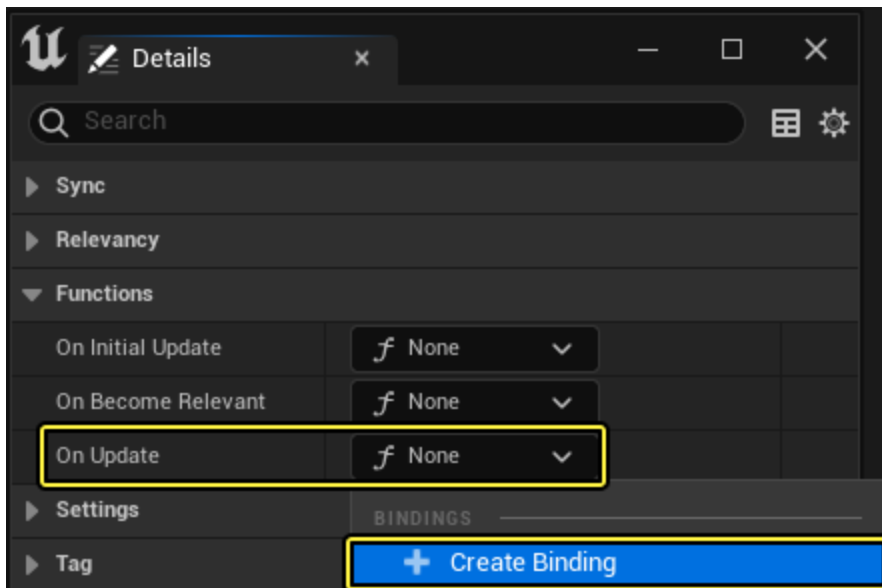 Details
Search
Sync
Relevancy
Functions
On Initial Update
None
On Become Relevant
None
On Update
None
Settings
BINDINGS
Tag
Create Binding